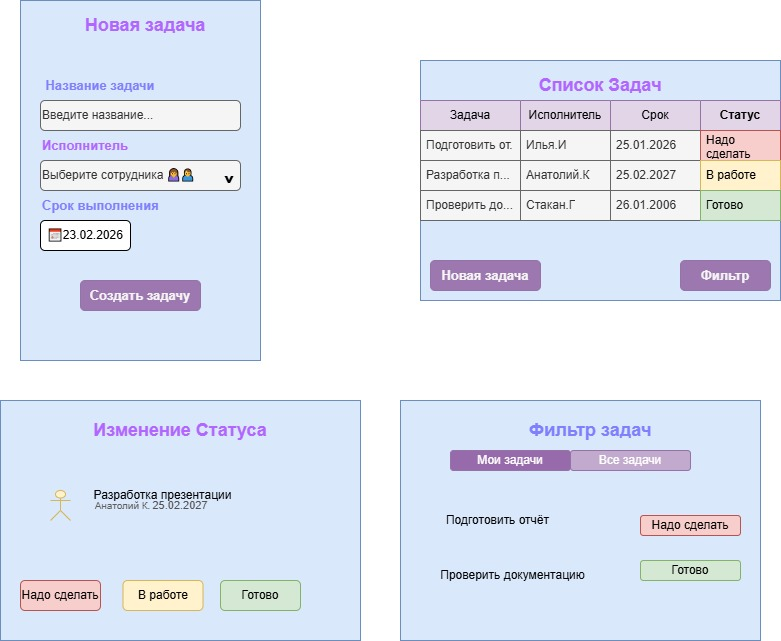 Новая задача
Название задачи
Введите название...
Исполнитель
Выберите сотрудника
Срок выполнения
23.02.2026
Создать задачу
Список Задач
Задача Исполнитель Срок Статус
Подготовить от. Илья.И 25.01.2026 Надо сделать
Разработка п... Анатолий.К 25.02.2027 В работе
Проверить до... Стакан.Г 26.01.2006 Готово
Новая задача Фильтр
Изменение Статуса
Разработка презентации
Анатолий К. 25.02.2027
Надо сделать В работе Готово
Фильтр задач
Мои задачи Все задачи
Подготовить отчёт Надо сделать
Проверить документацию Готово